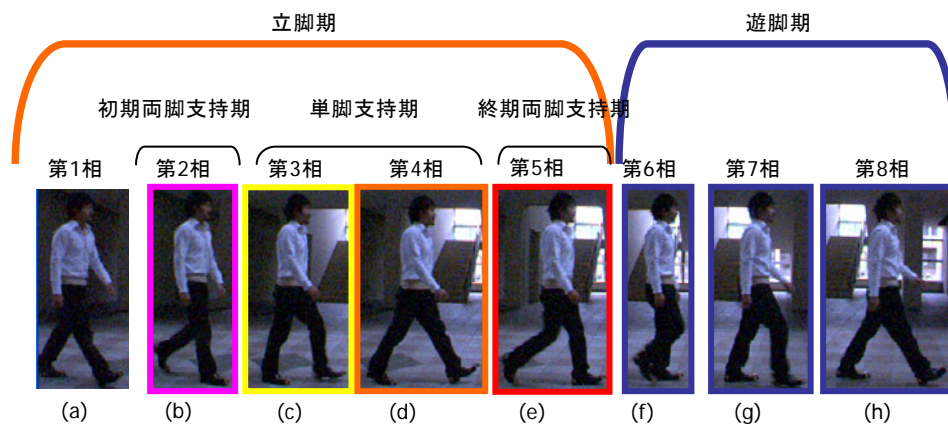 立脚期 遊脚期
初期両脚支持期 単脚支持期 終期両脚支持期
第1相 第2相 第3相 第4相 第5相 第6相 第7相 第8相
(a) (b) (c) (d) (e) (f) (g) (h)